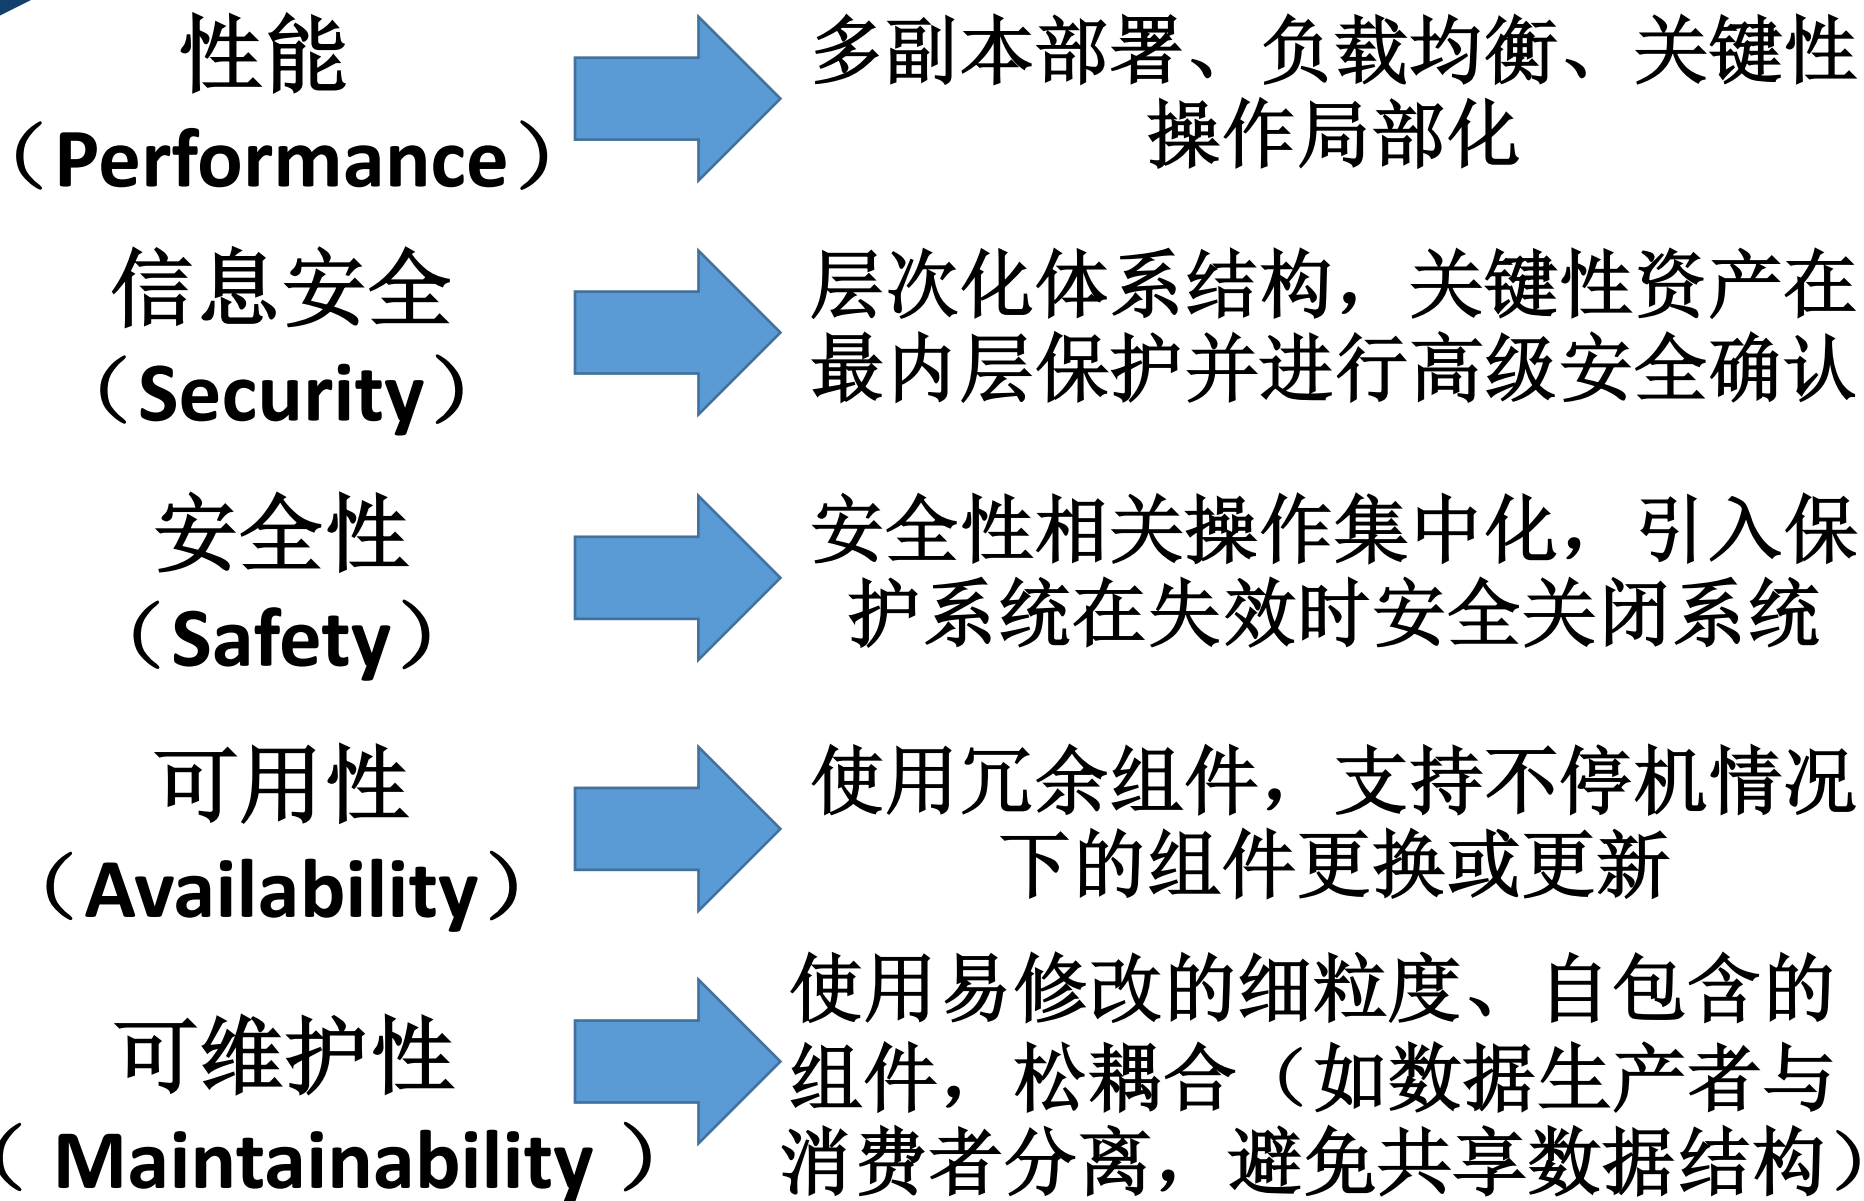 性能
（Performance）
多副本部署、负载均衡、关键性
操作局部化
信息安全
（Security）
层次化体系结构，关键性资产在
最内层保护并进行高级安全确认
安全性
（Safety）
安全性相关操作集中化，引入保
护系统在失效时安全关闭系统
可用性
（Availability）
使用冗余组件，支持不停机情况
下的组件更换或更新
可维护性
（ Maintainability ）
使用易修改的细粒度、自包含的
组件，松耦合（如数据生产者与
消费者分离，避免共享数据结构）